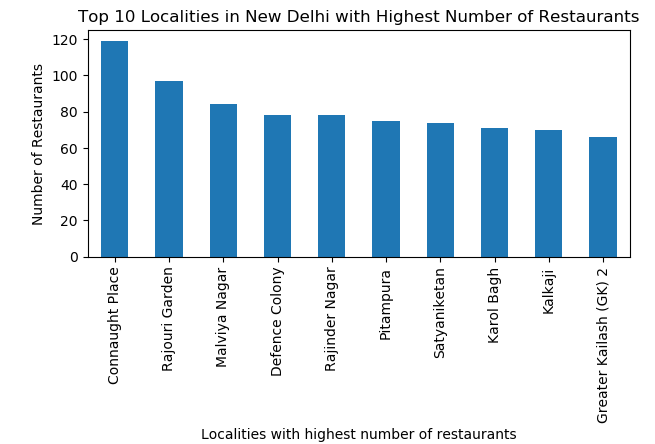 Top 10 Localities in New Delhi with Highest Number of Restaurants
120
100
80
60
40
20
0
Number of Restaurants
Connaught Place
Rajouri Garden
Malviya Nagar
Defence Colony
Rajinder Nagar
Pitampura
Satyaniketan
Karol Bagh
Kalkaji
Greater Kailash (GK) 2
Localities with highest number of restaurants